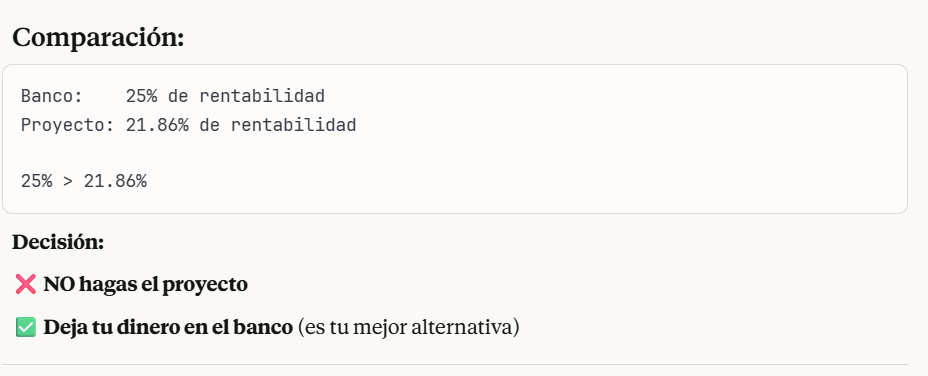 Comparación:
Banco:    25% de rentabilidad
Proyecto: 21.86% de rentabilidad
25% > 21.86%
Decisión:
❌ NO hagas el proyecto
✅ Deja tu dinero en el banco (es tu mejor alternativa)